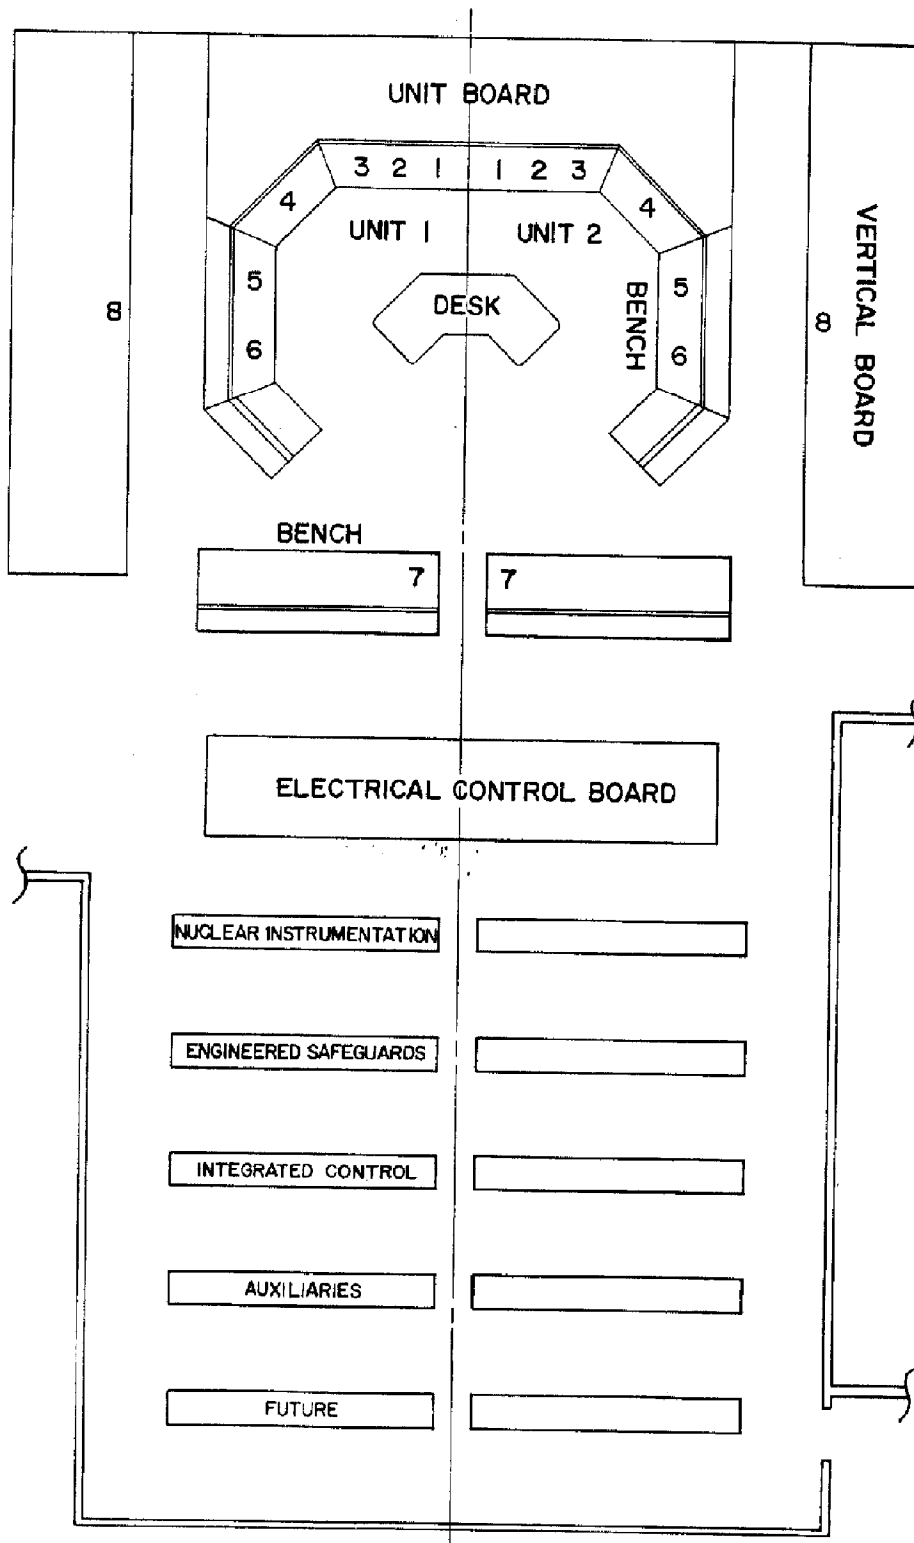 UNIT BOARD
3 2 1 1 2 3
4 4
UNIT 1 UNIT 2
5 5
DESK
BENCH
VERTICAL BOARD
8 8
6 6
BENCH
7 7
ELECTRICAL CONTROL BOARD
NUCLEAR INSTRUMENTATION
ENGINEERED SAFEGUARDS
INTEGRATED CONTROL
AUXILIARIES
FUTURE